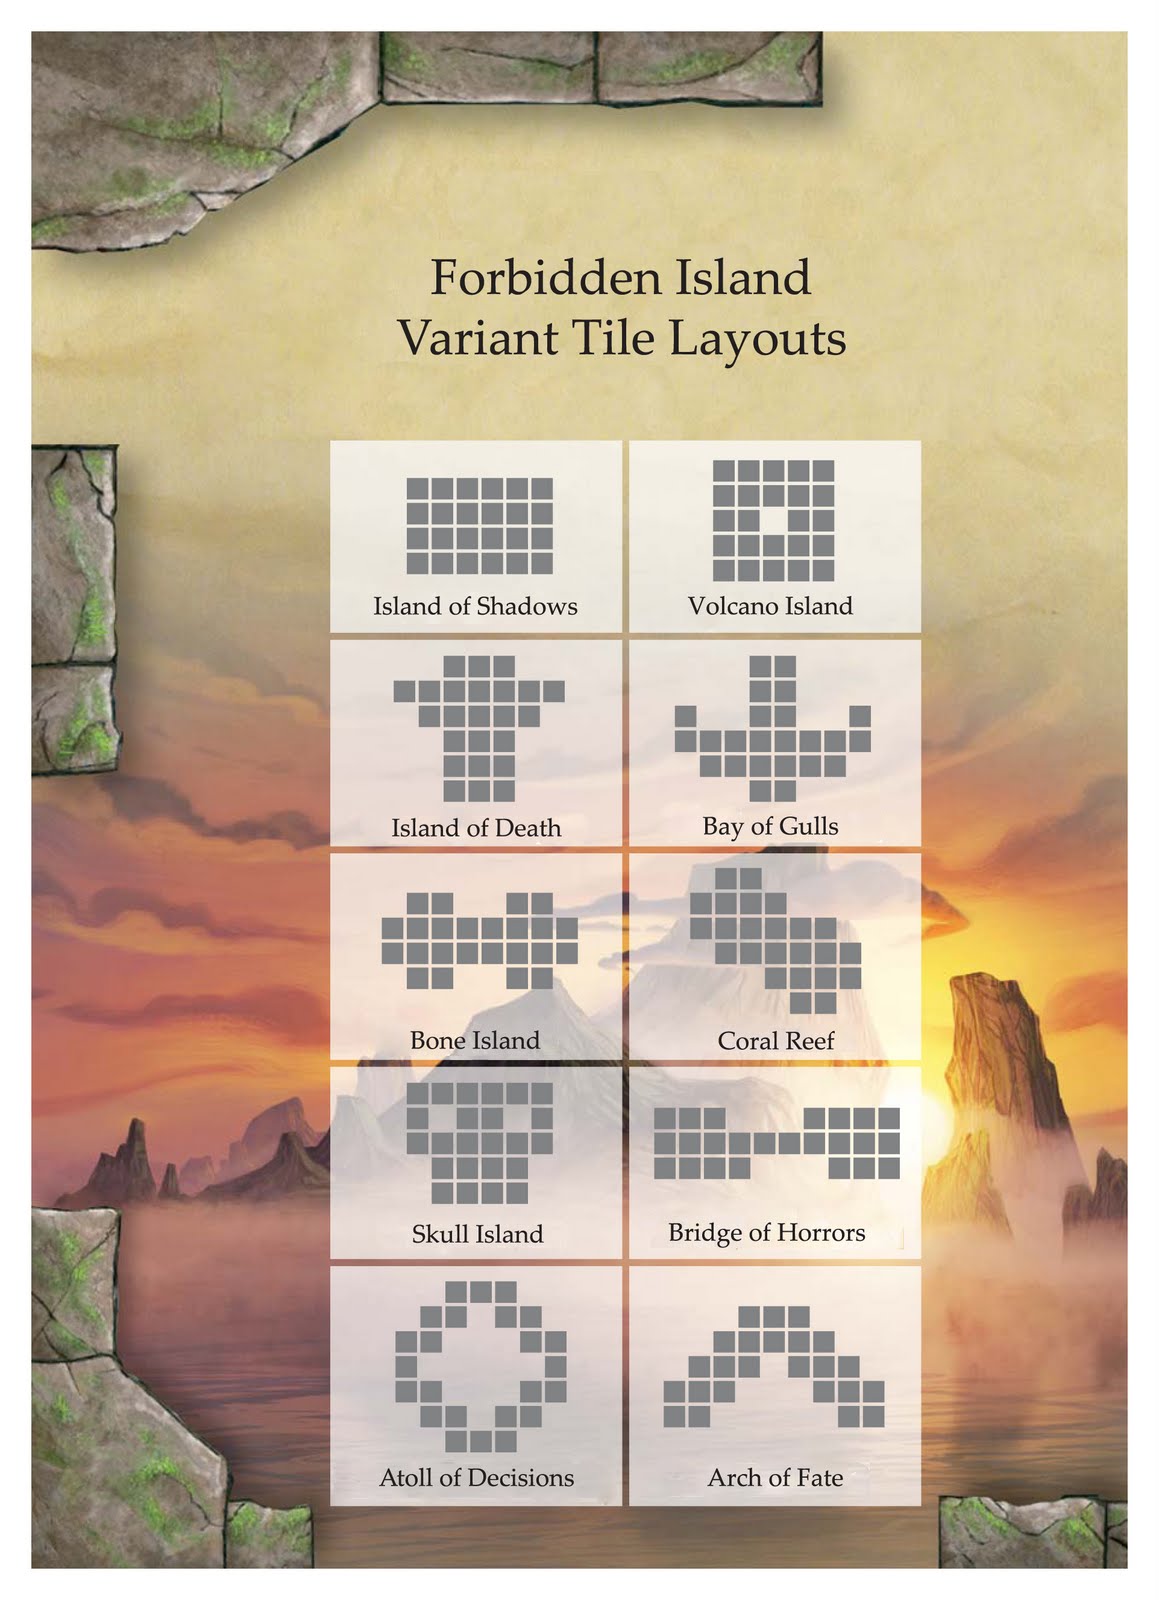 Forbidden Island
Variant Tile Layouts
Island of Shadows
Volcano Island
Island of Death
Bay of Gulls
Bone Island
Coral Reef
Skull Island
Bridge of Horrors
Atoll of Decisions
Arch of Fate